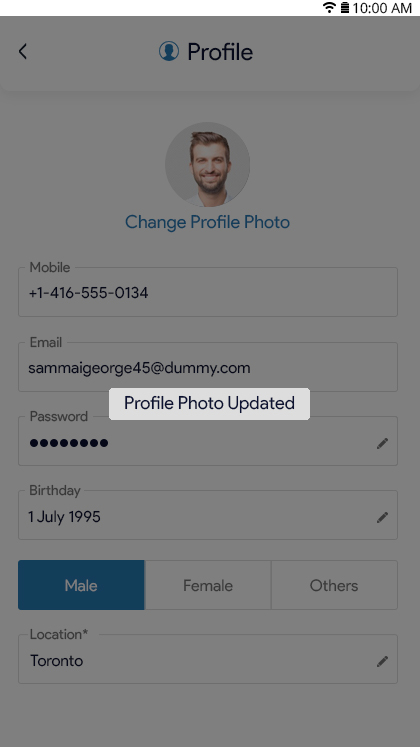 10:00 AM
Profile
Change Profile Photo
Mobile
+1-416-555-0134
Email
sammaigeorge45@dummy.com
Profile Photo Updated
Password
●●●●●●●●
Birthday
1 July 1995
Male Female Others
Location*
Toronto